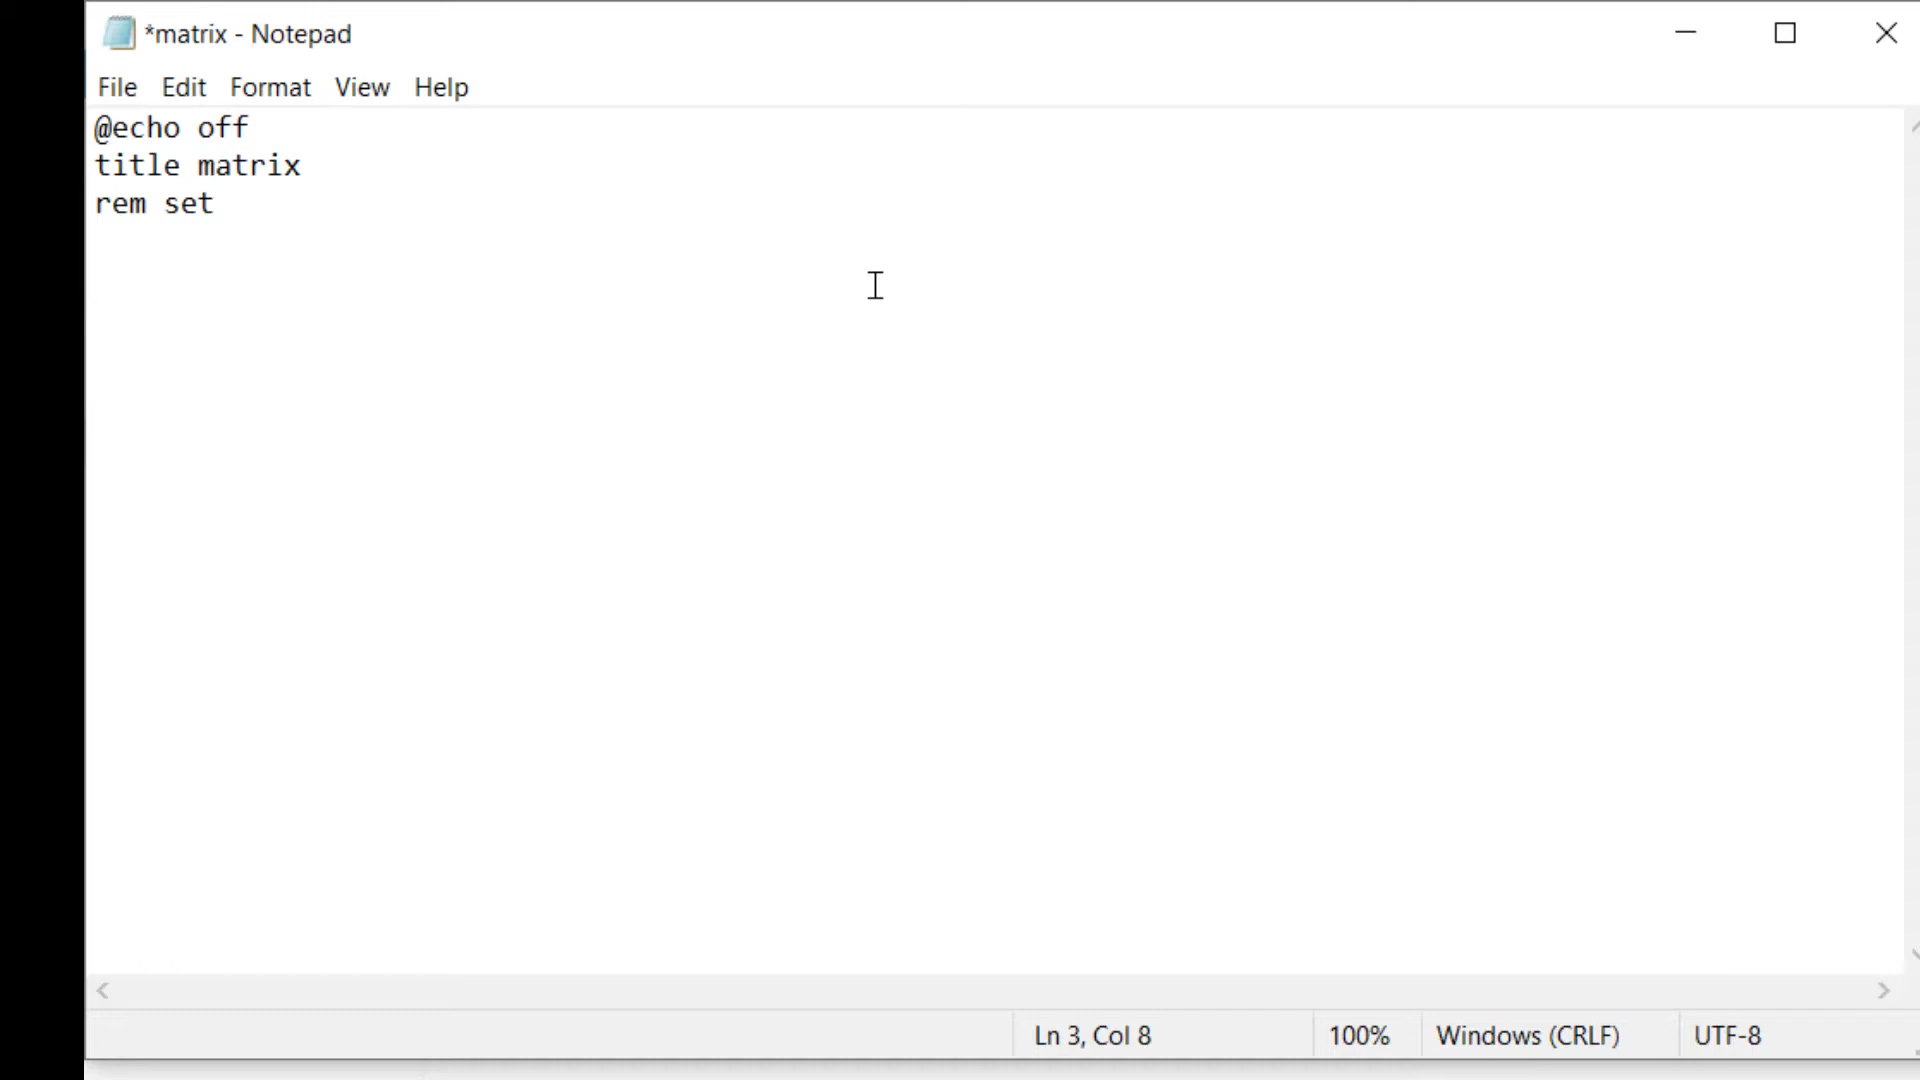 *matrix - Notepad
File Edit Format View Help
@echo off
title matrix
rem set
Ln 3, Col 8 100% Windows (CRLF) UTF-8